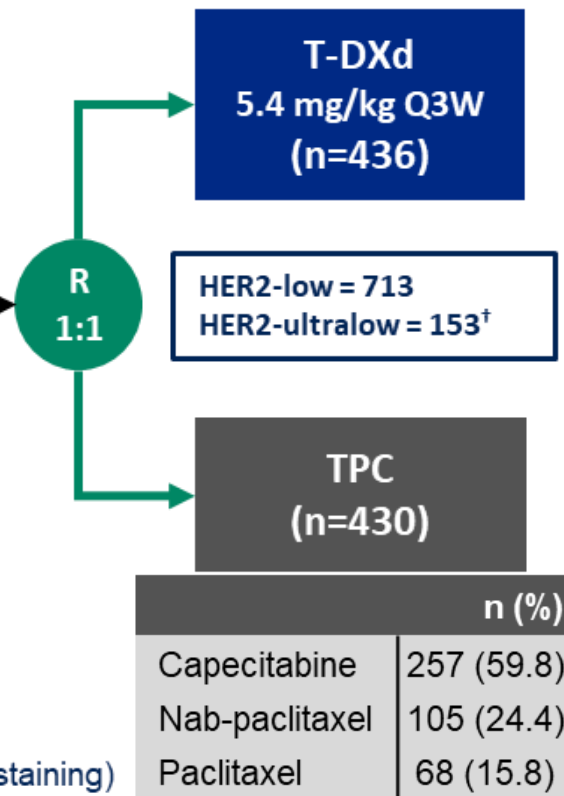 T-DXd
5.4 mg/kg Q3W
(n=436)
R
1:1
HER2-low = 713
HER2-ultralow = 153†
TPC
(n=430)
n (%)
Capecitabine 257 (59.8)
Nab-paclitaxel 105 (24.4)
staining)
Paclitaxel 68 (15.8)